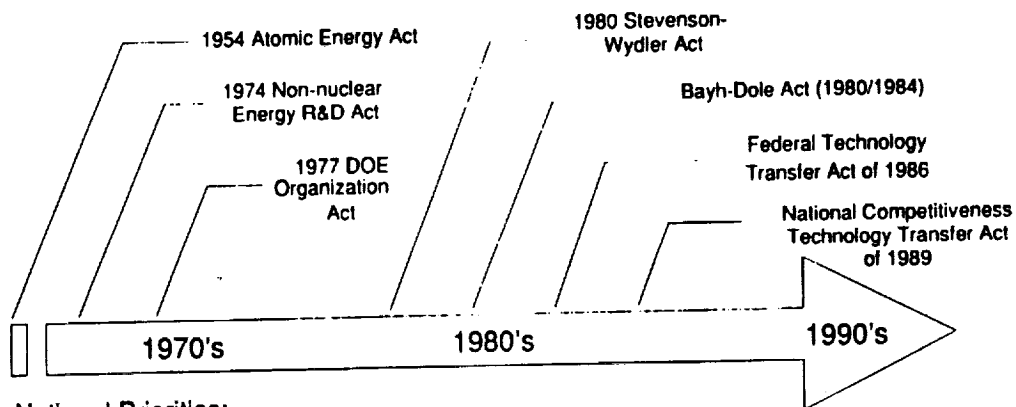 1954 Atomic Energy Act
1974 Non-nuclear
Energy R&D Act
1977 DOE
Organization
Act
1980 Stevenson-
Wydler Act
Bayh-Dole Act (1980/1984)
Federal Technology
Transfer Act of 1986
National Competitiveness
Technology Transfer Act
of 1989
1970's
1980's
1990's